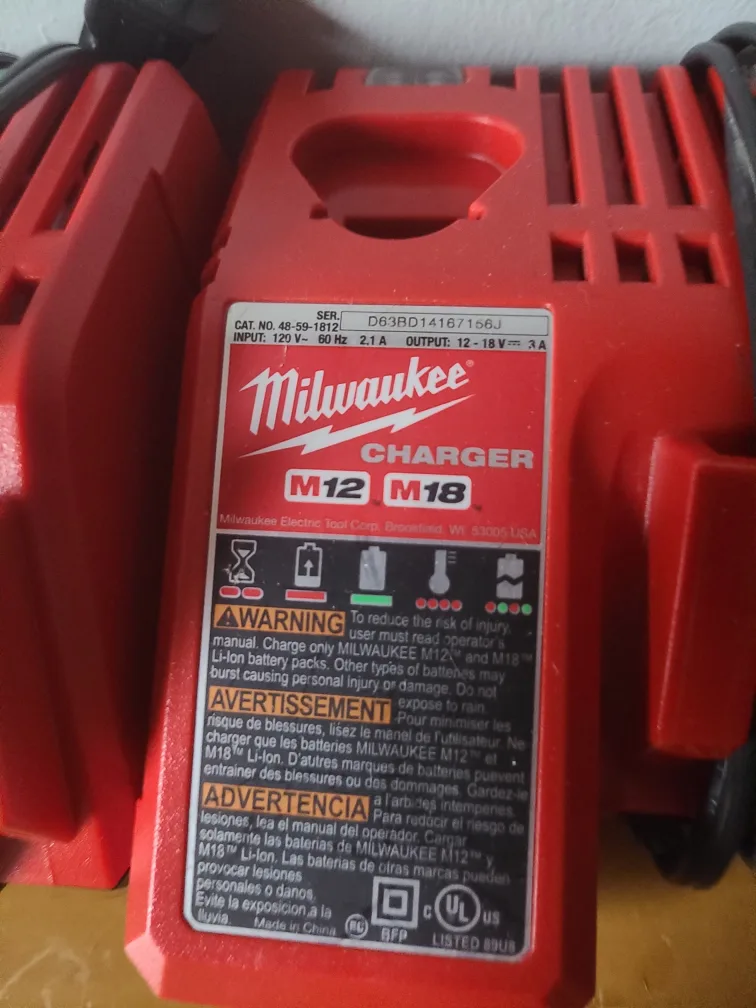 SER. D63BD14167156J
CAT. NO. 48-59-1812
INPUT: 120 V~ 60 Hz 2.1 A OUTPUT: 12 - 18 V⎓ 3 A
Milwaukee®
CHARGER
M12 M18
Milwaukee Electric Tool Corp. Brookfield, WI 53005 USA
WARNING To reduce the risk of injury,
user must read operator's
manual. Charge only MILWAUKEE M12™ and M18™
Li-Ion battery packs. Other types of batteries may
burst causing personal injury or damage. Do not
expose to rain.
AVERTISSEMENT Pour minimiser les
risque de blessures, lisez le manel de l'utilisateur. Ne
charger que les batteries MILWAUKEE M12™ et
M18™ Li-Ion. D'autres marques de batteries puevent
entrainer des blessures ou des dommages. Gardez-le
a l'arbides intemperies.
ADVERTENCIA Para reducir el riesgo de
lesiones, lea el manual del operador. Cargar
solamente las baterias de MILWAUKEE M12™ y
M18™ Li-Ion. Las baterias de otras marcas pueden
provocar lesiones
personales o danos.
Evite la exposicion a la
lluvia. Made in China
BFP
C UL US
LISTED 89U8